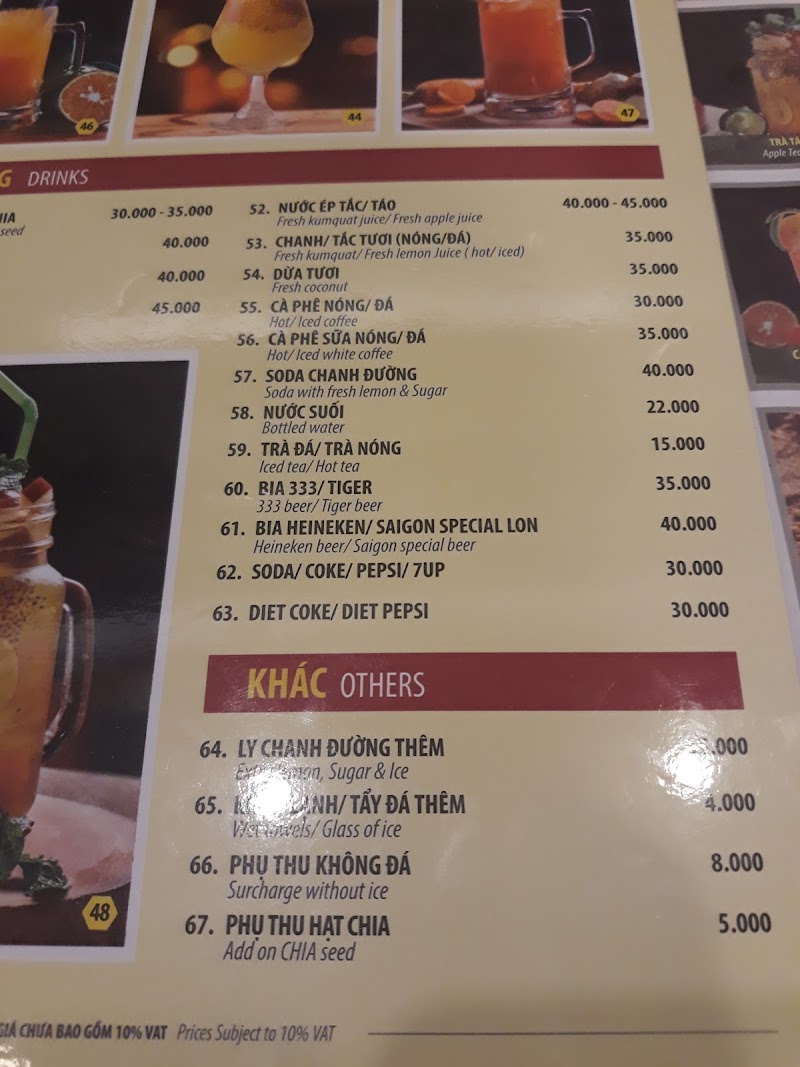 46
44
47
TRÀ TÁ
Apple Tea
G DRINKS
HIA
seed
30.000 - 35.000
40.000
40.000
45.000
52. NƯỚC ÉP TẮC/ TÁO 40.000 - 45.000
Fresh kumquat juice/ Fresh apple juice
53. CHANH/ TẮC TƯƠI (NÓNG/ĐÁ) 35.000
Fresh kumquat/ Fresh lemon Juice ( hot/ iced)
54. DỪA TƯƠI 35.000
Fresh coconut
55. CÀ PHÊ NÓNG/ ĐÁ 30.000
Hot/ Iced coffee
56. CÀ PHÊ SỮA NÓNG/ ĐÁ 35.000
Hot/ Iced white coffee
57. SODA CHANH ĐƯỜNG 40.000
Soda with fresh lemon & Sugar
58. NƯỚC SUỐI 22.000
Bottled water
59. TRÀ ĐÁ/ TRÀ NÓNG 15.000
Iced tea/ Hot tea
60. BIA 333/ TIGER 35.000
333 beer/ Tiger beer
61. BIA HEINEKEN/ SAIGON SPECIAL LON 40.000
Heineken beer/ Saigon special beer
62. SODA/ COKE/ PEPSI/ 7UP 30.000
63. DIET COKE/ DIET PEPSI 30.000
KHÁC OTHERS
64. LY CHANH ĐƯỜNG THÊM .000
Sugar & Ice
65. LẠNH/ TẨY ĐÁ THÊM 4.000
Wet towels/ Glass of ice
66. PHỤ THU KHÔNG ĐÁ 8.000
Surcharge without ice
67. PHỤ THU HẠT CHIA 5.000
Add on CHIA seed
48
GIÁ CHƯA BAO GỒM 10% VAT Prices Subject to 10% VAT